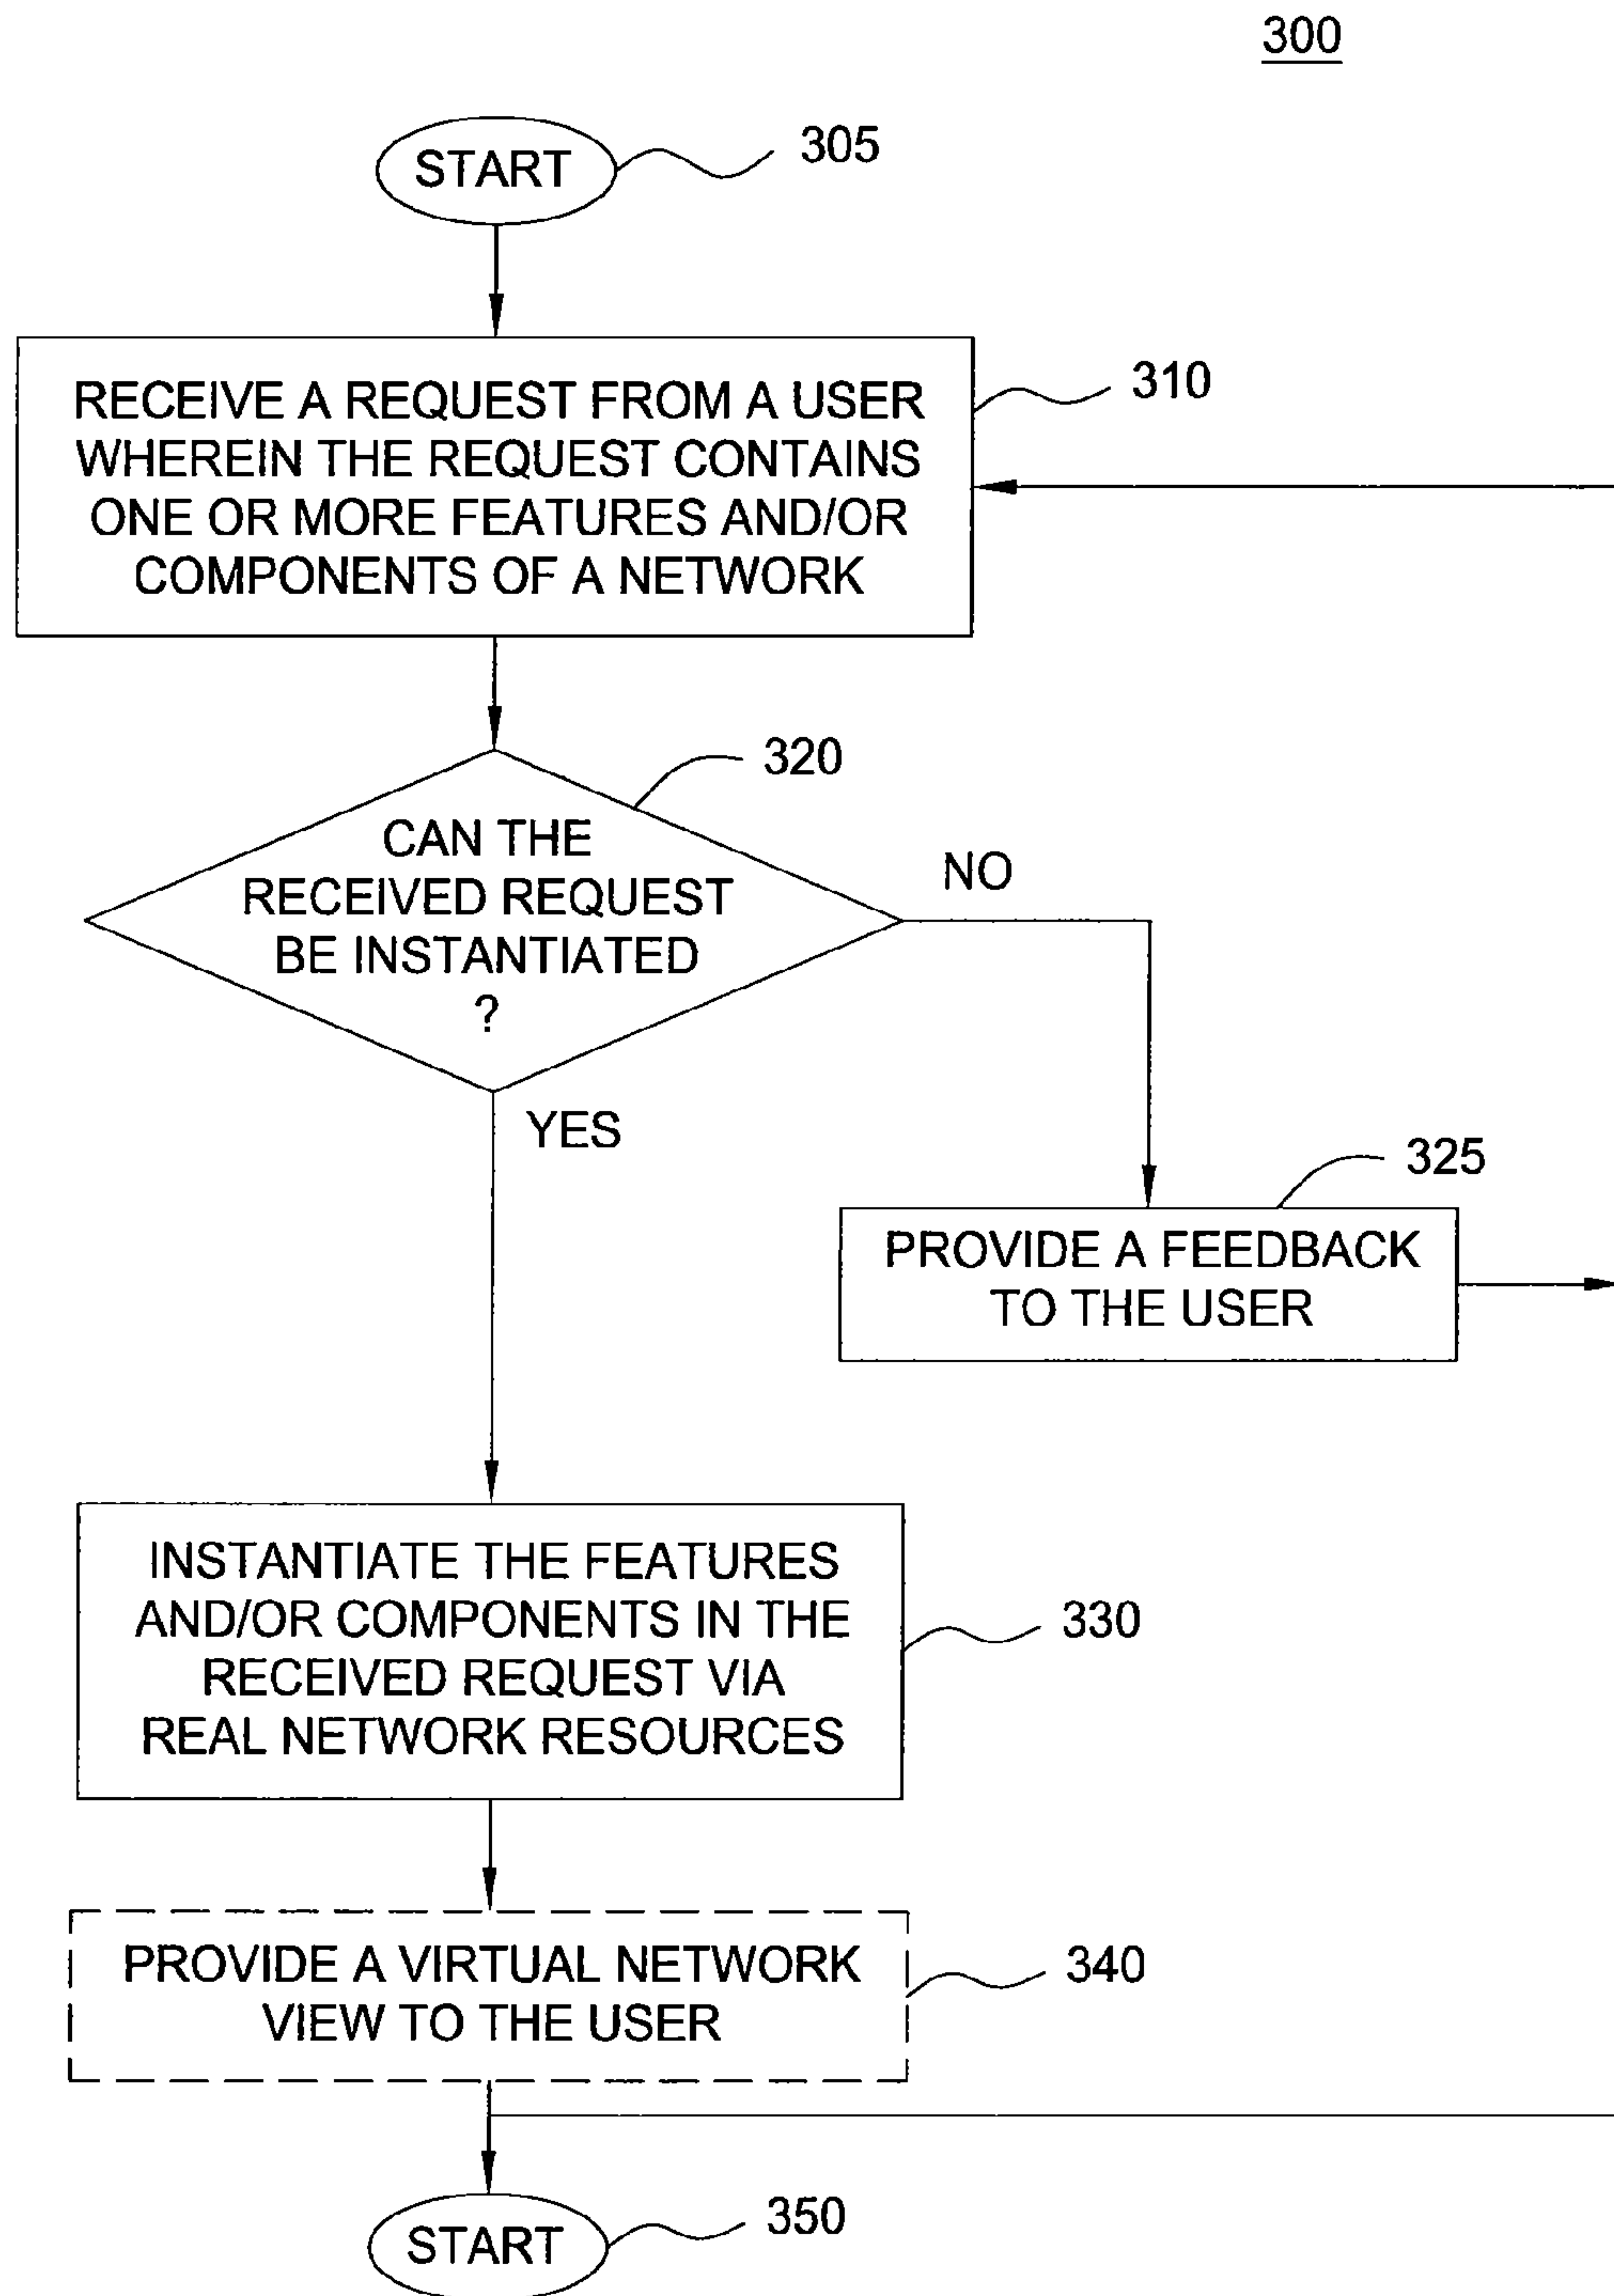 300
START
305
RECEIVE A REQUEST FROM A USER
WHEREIN THE REQUEST CONTAINS
ONE OR MORE FEATURES AND/OR
COMPONENTS OF A NETWORK
310
320
CAN THE
RECEIVED REQUEST
BE INSTANTIATED
?
NO
YES
325
PROVIDE A FEEDBACK
TO THE USER
INSTANTIATE THE FEATURES
AND/OR COMPONENTS IN THE
RECEIVED REQUEST VIA
REAL NETWORK RESOURCES
330
PROVIDE A VIRTUAL NETWORK
VIEW TO THE USER
340
START
350